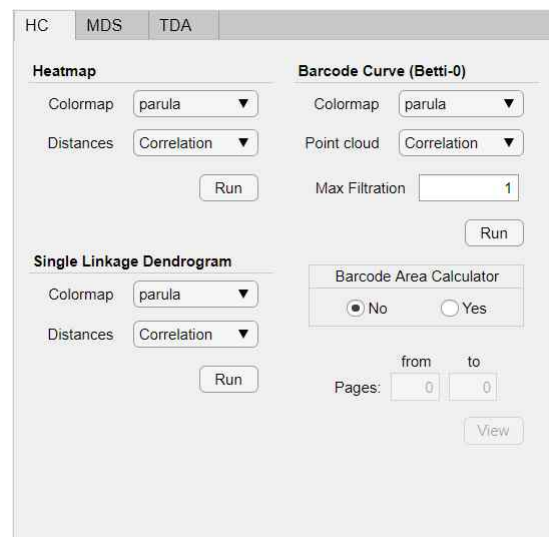 HC MDS TDA
Heatmap
Colormap parula
Distances Correlation
Run
Single Linkage Dendrogram
Colormap parula
Distances Correlation
Run
Barcode Curve (Betti-0)
Colormap parula
Point cloud Correlation
Max Filtration 1
Run
Barcode Area Calculator
No Yes
from to
Pages: 0 0
View